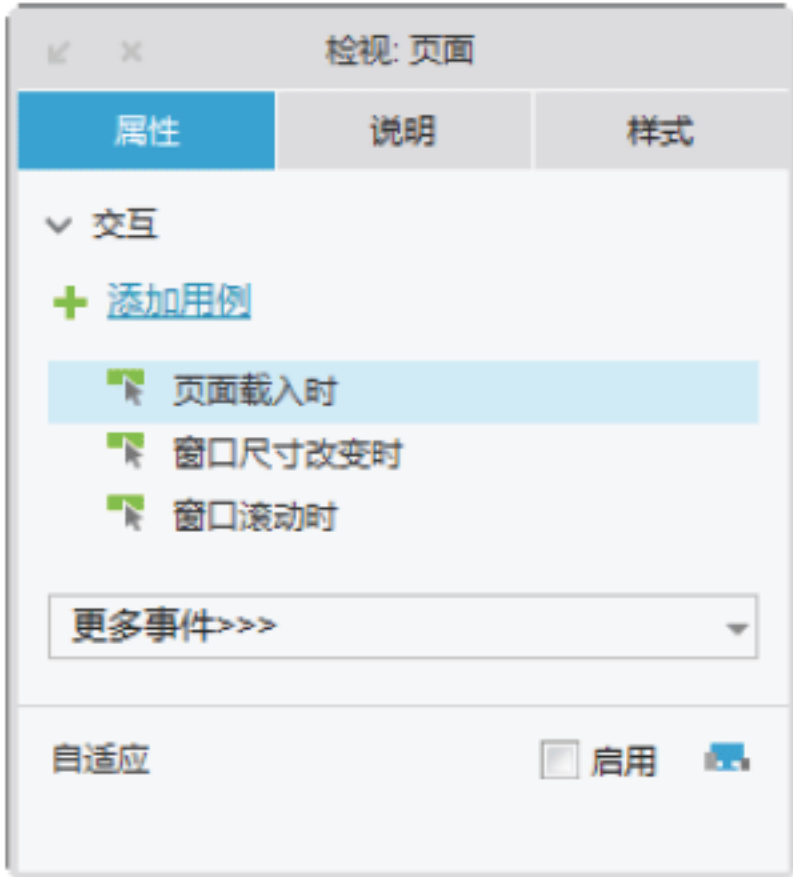 检视: 页面
属性 说明 样式
交互
添加用例
页面载入时
窗口尺寸改变时
窗口滚动时
更多事件>>>
自适应 启用